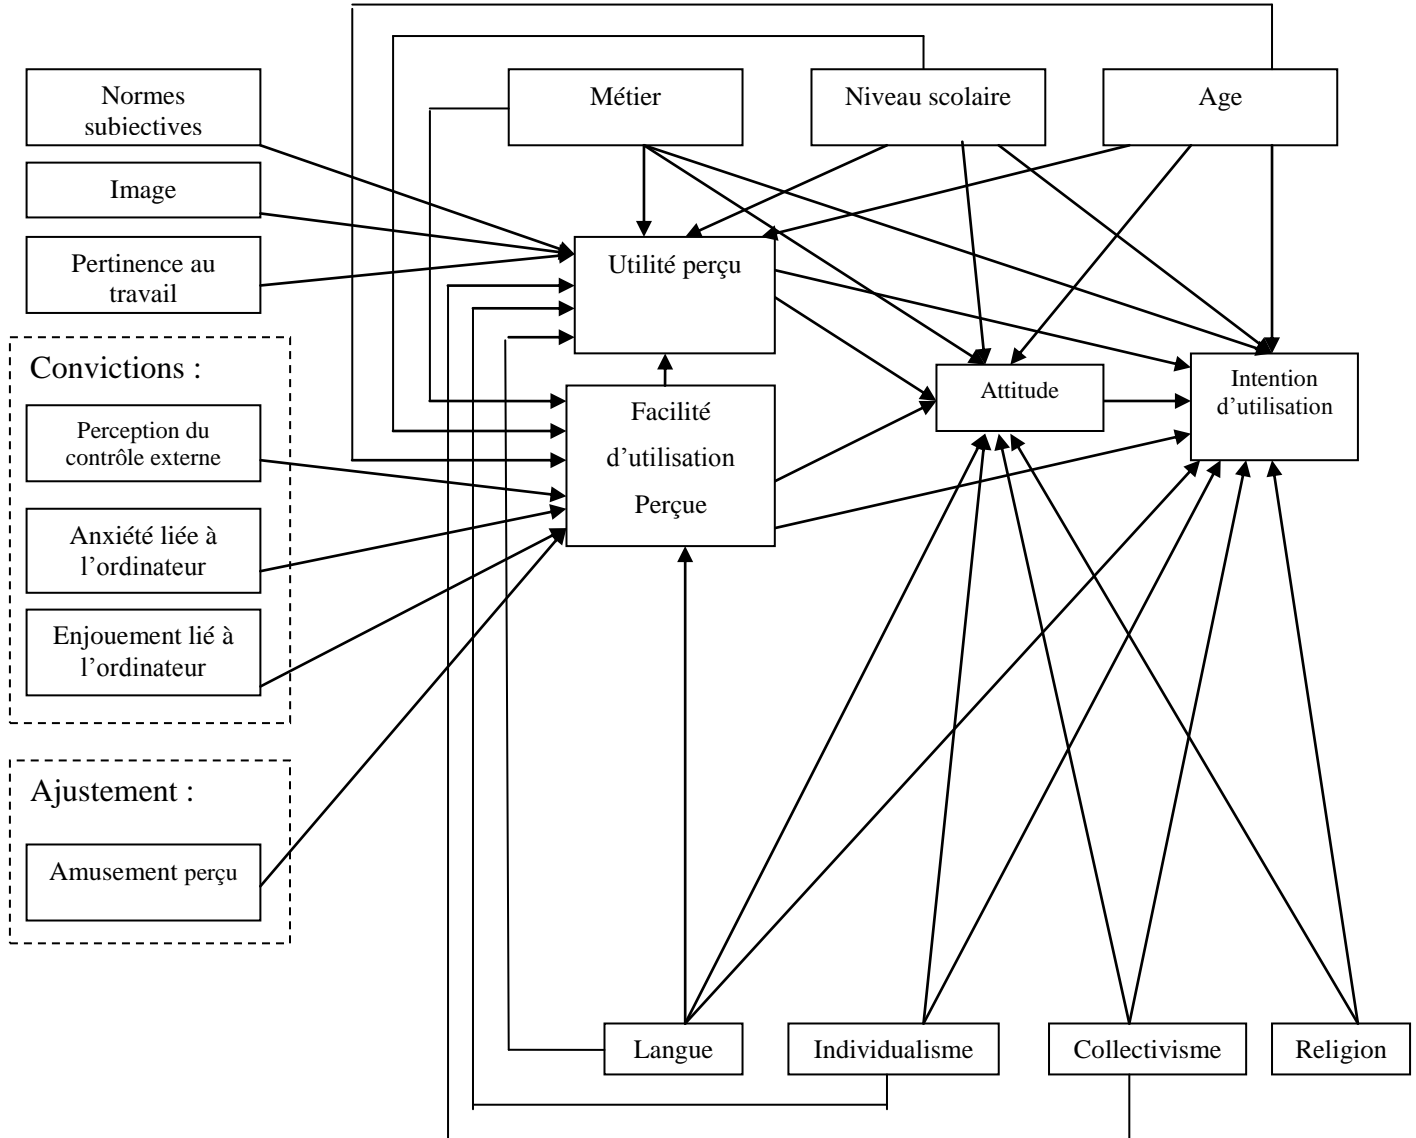 Normes
subjectives
Métier
Niveau scolaire
Age
Image
Pertinence au
travail
Utilité perçu
Convictions :
Perception du
contrôle externe
Anxiété liée à
l’ordinateur
Enjouement lié à
l’ordinateur
Facilité
d’utilisation
Perçue
Attitude
Intention
d’utilisation
Ajustement :
Amusement perçu
Langue
Individualisme
Collectivisme
Religion